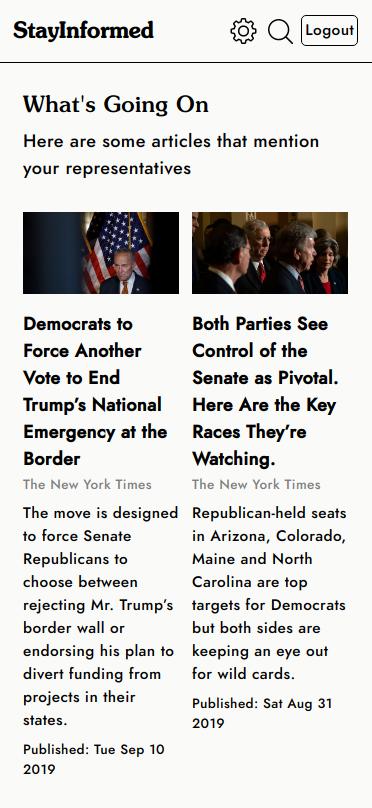 StayInformed
Logout
What's Going On
Here are some articles that mention
your representatives
Democrats to
Force Another
Vote to End
Trump’s National
Emergency at the
Border
The New York Times
The move is designed
to force Senate
Republicans to
choose between
rejecting Mr. Trump’s
border wall or
endorsing his plan to
divert funding from
projects in their
states.
Published: Tue Sep 10
2019
Both Parties See
Control of the
Senate as Pivotal.
Here Are the Key
Races They’re
Watching.
The New York Times
Republican-held seats
in Arizona, Colorado,
Maine and North
Carolina are top
targets for Democrats
but both sides are
keeping an eye out
for wild cards.
Published: Sat Aug 31
2019